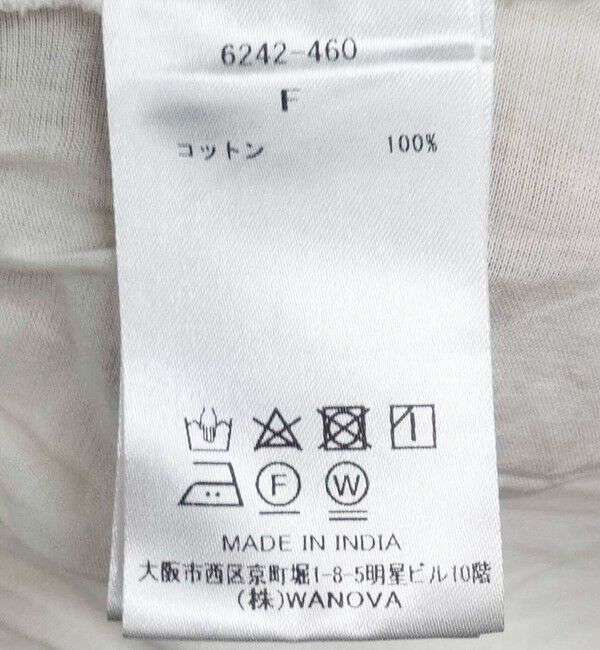 6242-460
F
コットン 100%
F W
MADE IN INDIA
大阪市西区京町堀1-8-5明星ビル10階
(株)WANOVA